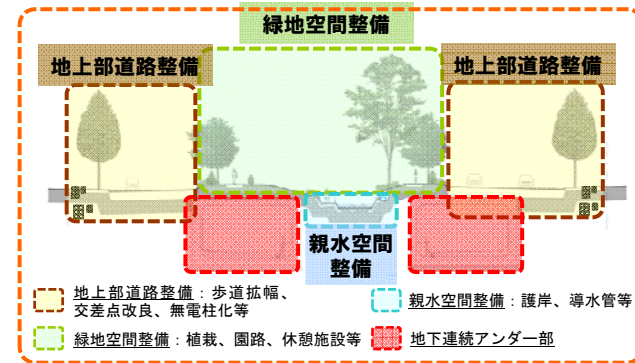 緑地空間整備
地上部道路整備
地上部道路整備
親水空間
整備
地上部道路整備：歩道拡幅、
交差点改良、無電柱化等
親水空間整備：護岸、導水管等
緑地空間整備：植栽、園路、休憩施設等
地下連続アンダー部